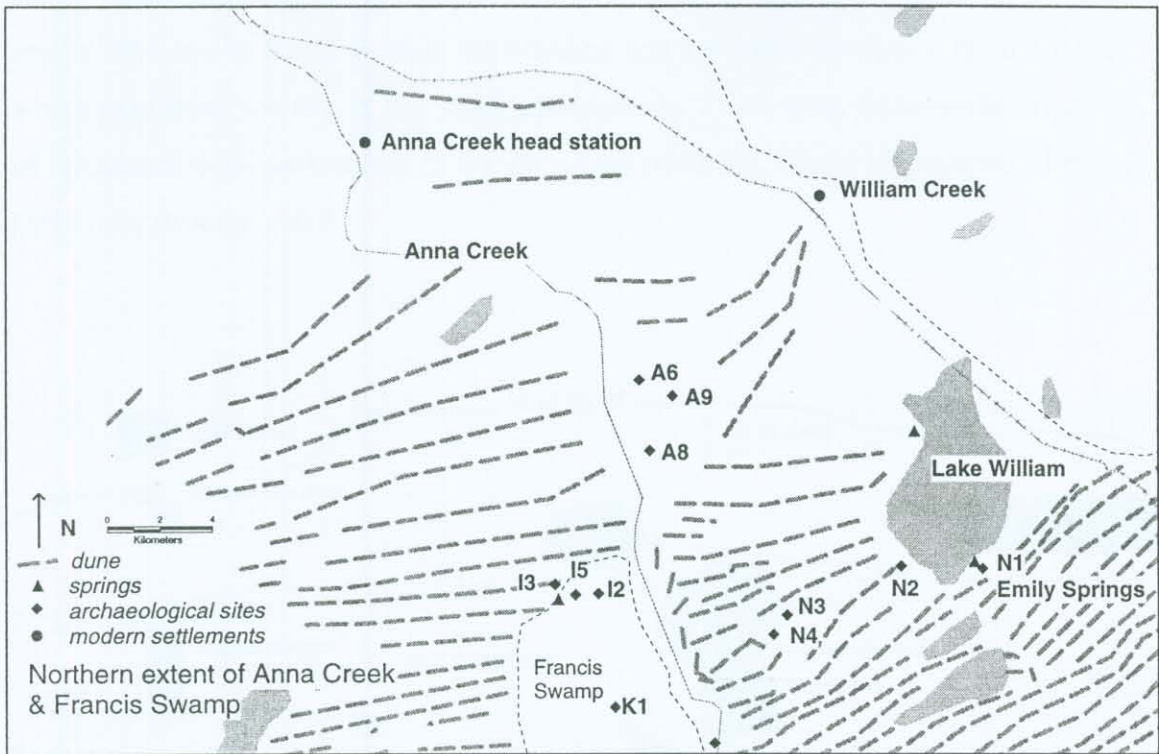 Anna Creek head station
William Creek
Anna Creek
A6
A9
A8
Lake William
N
0 2 4
Kilometers
dune
springs
archaeological sites
modern settlements
I3
I5
I2
N1
N2
Emily Springs
N3
N4
Francis
Swamp
K1
Northern extent of Anna Creek
& Francis Swamp